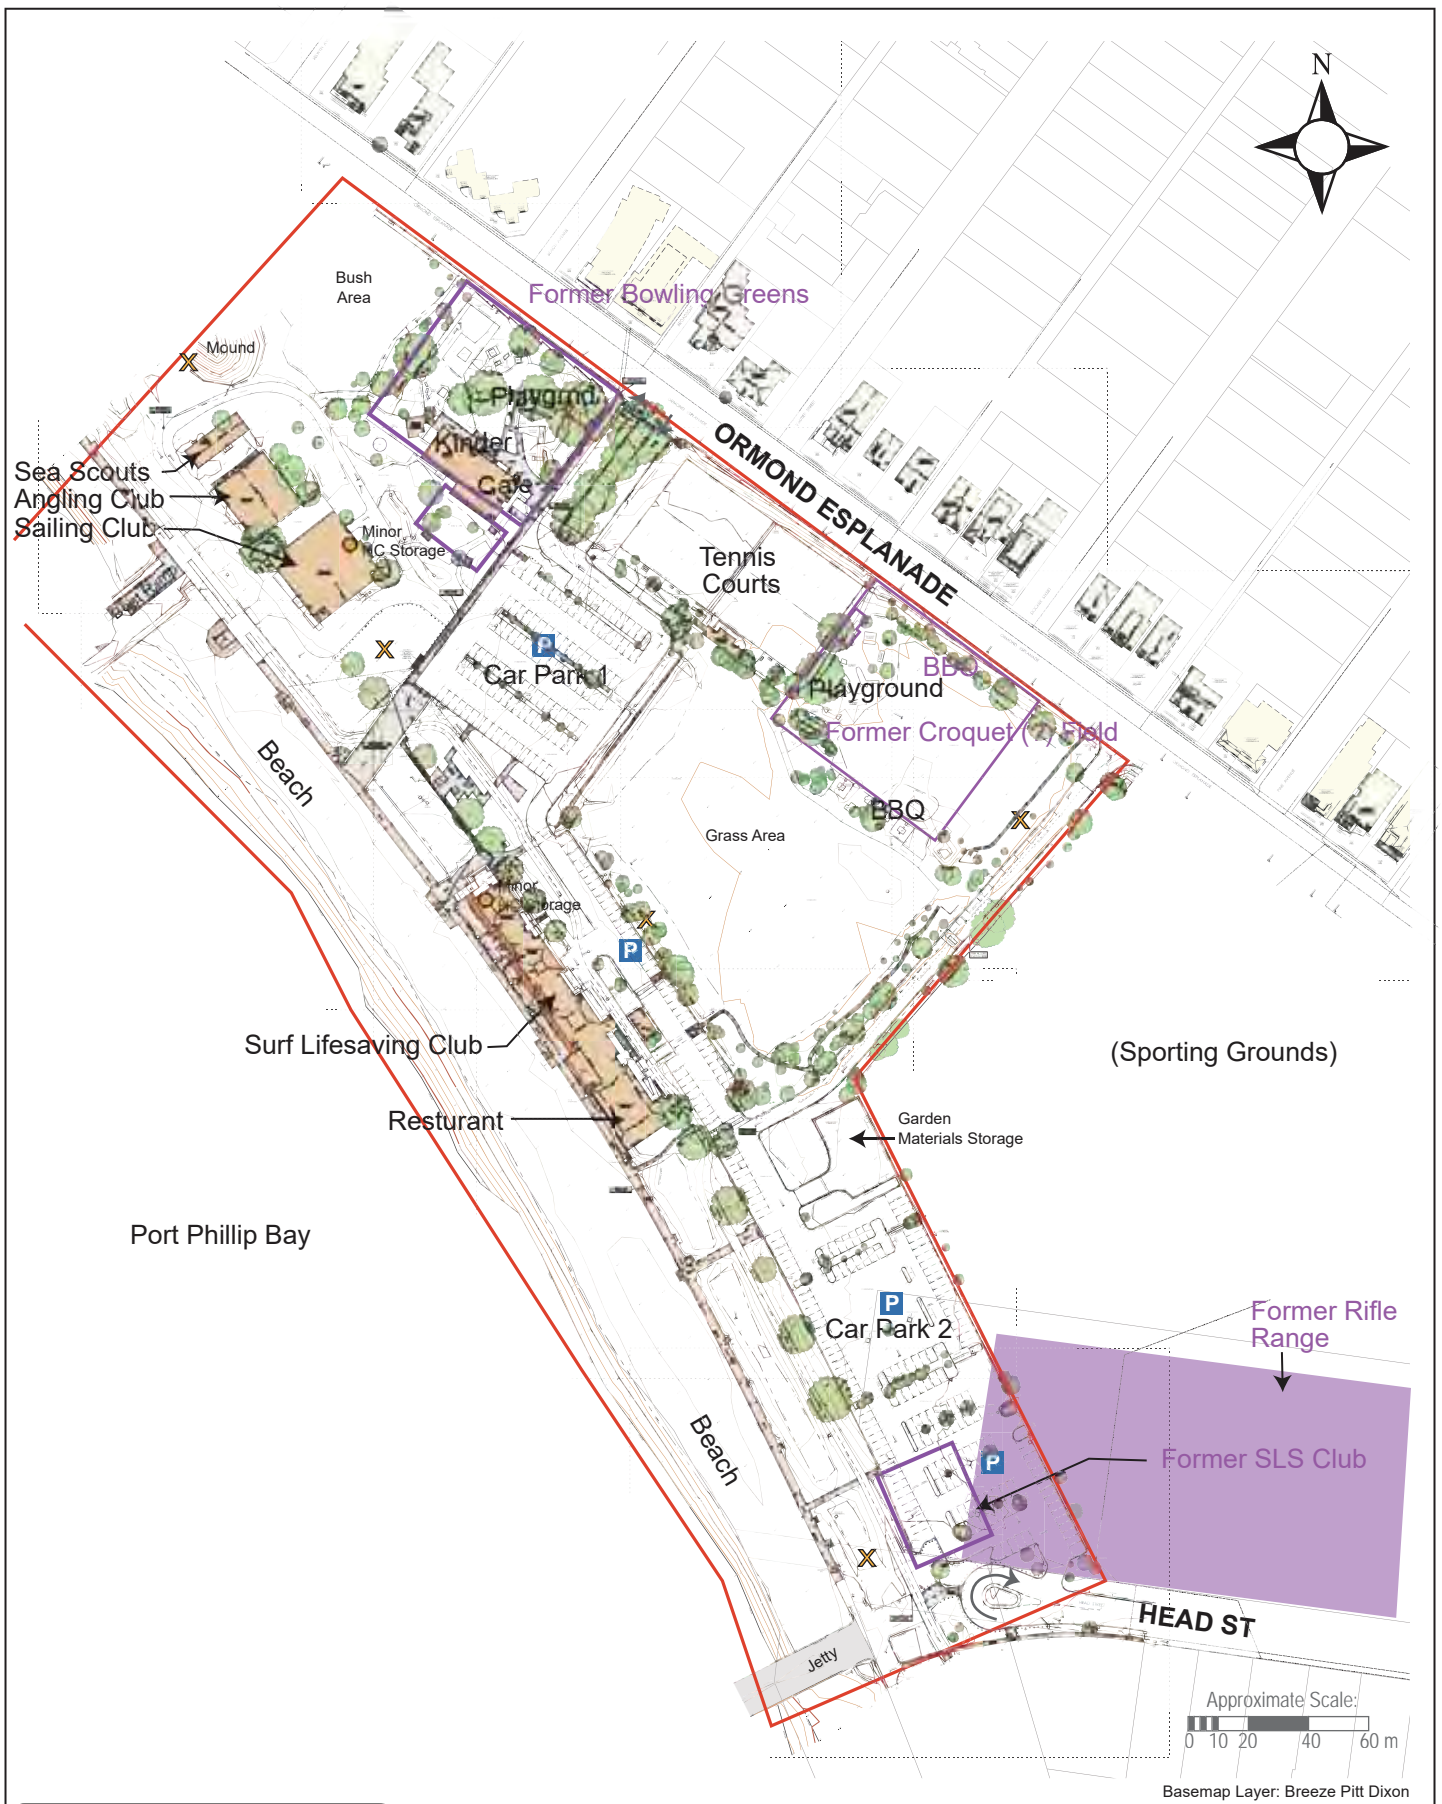 N
Bush
Area
Former Bowling Greens
Mound
Playgrnd
Kinder
Cafe
ORMOND ESPLANADE
Sea Scouts
Angling Club
Sailing Club
Minor
HC Storage
Tennis
Courts
P
Car Park 1
BBQ
Playground
Former Croquet (?) Field
Beach
BBQ
Grass Area
Minor
HC Storage
P
Surf Lifesaving Club
(Sporting Grounds)
Resturant
Garden
Materials Storage
Port Phillip Bay
P
Car Park 2
Former Rifle
Range
Beach
P
Former SLS Club
HEAD ST
Jetty
Approximate Scale:
0 10 20 40 60 m
Basemap Layer: Breeze Pitt Dixon